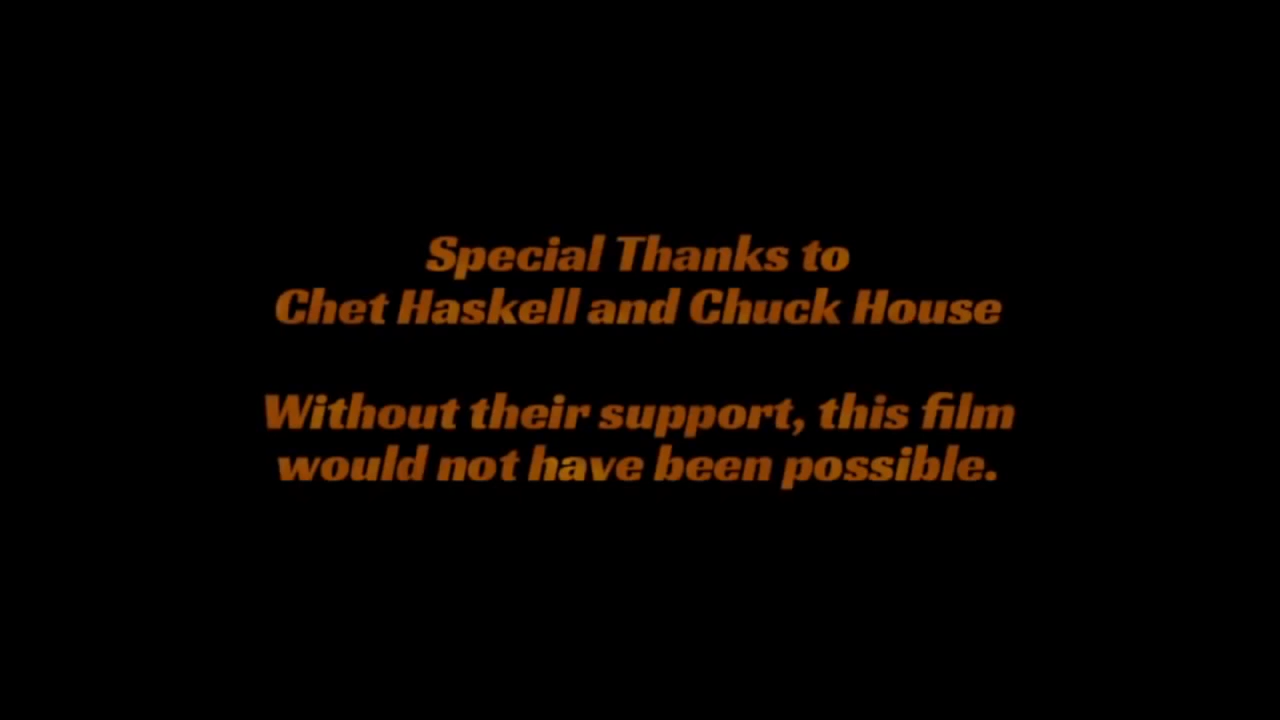 Special Thanks to
Chet Haskell and Chuck House
Without their support, this film
would not have been possible.